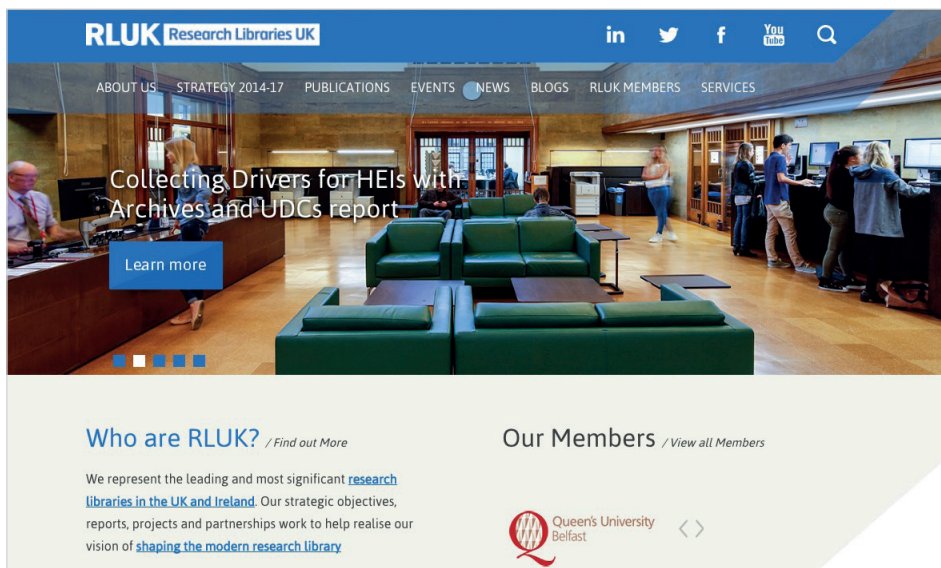 RLUK Research Libraries UK
You
Tube
ABOUT US STRATEGY 2014-17 PUBLICATIONS EVENTS NEWS BLOGS RLUK MEMBERS SERVICES
Collecting Drivers for HEIs with
Archives and UDCs report
Learn more
Who are RLUK? / Find out More
We represent the leading and most significant research
libraries in the UK and Ireland. Our strategic objectives,
reports, projects and partnerships work to help realise our
vision of shaping the modern research library
Our Members / View all Members
Queen's University
Belfast